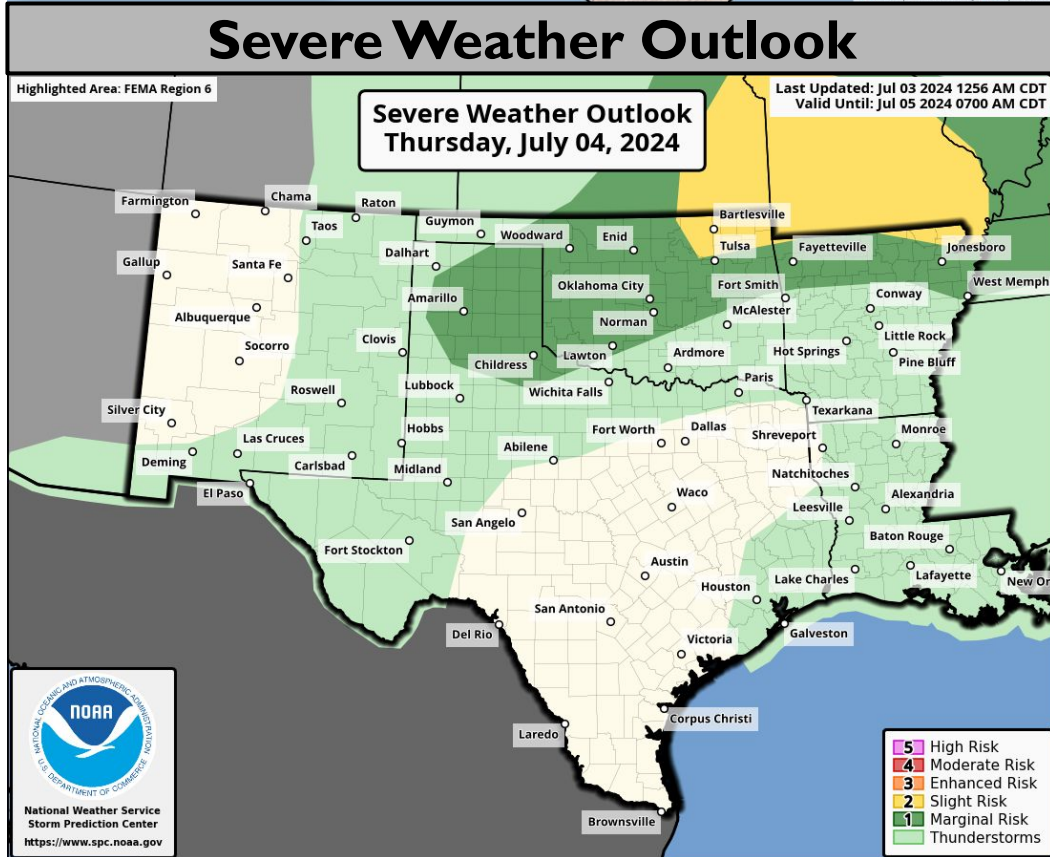 Severe Weather Outlook
Highlighted Area: FEMA Region 6
Severe Weather Outlook
Thursday, July 04, 2024
Last Updated: Jul 03 2024 1256 AM CDT
Valid Until: Jul 05 2024 0700 AM CDT
Farmington
Chama
Raton
Taos
Guymon
Bartlesville
Woodward
Enid
Tulsa
Fayetteville
Jonesboro
Gallup
Santa Fe
Dalhart
Oklahoma City
Fort Smith
West Memph
Amarillo
Conway
Albuquerque
Norman
McAlester
Little Rock
Socorro
Clovis
Childress
Lawton
Ardmore
Hot Springs
Pine Bluff
Roswell
Lubbock
Wichita Falls
Paris
Silver City
Texarkana
Las Cruces
Hobbs
Abilene
Fort Worth
Dallas
Shreveport
Monroe
Deming
Carlsbad
Midland
Natchitoches
El Paso
Waco
Alexandria
San Angelo
Leesville
Fort Stockton
Baton Rouge
Austin
Houston
Lake Charles
Lafayette
New Or
San Antonio
Del Rio
Victoria
Galveston
Laredo
Corpus Christi
Brownsville
NATIONAL OCEANIC AND ATMOSPHERIC ADMINISTRATION
NOAA
U.S. DEPARTMENT OF COMMERCE
National Weather Service
Storm Prediction Center
https://www.spc.noaa.gov
5 High Risk
4 Moderate Risk
3 Enhanced Risk
2 Slight Risk
1 Marginal Risk
Thunderstorms